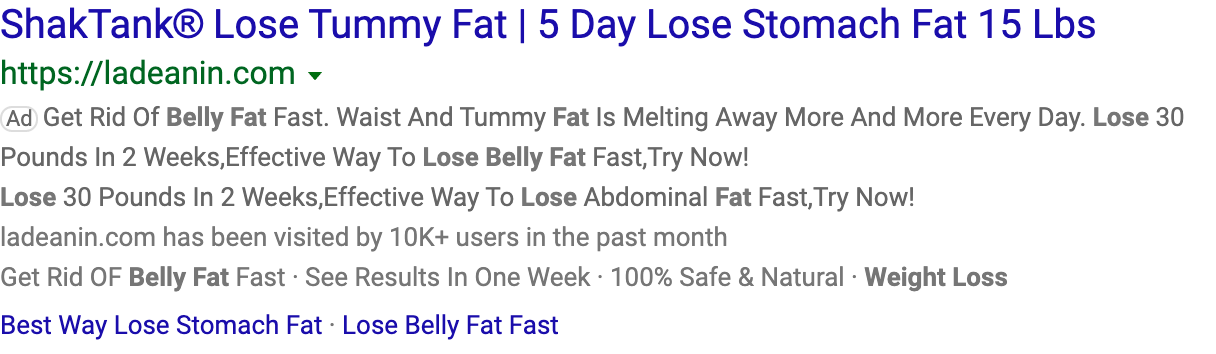 ShakTank® Lose Tummy Fat | 5 Day Lose Stomach Fat 15 Lbs
https://ladeanin.com
Ad Get Rid Of Belly Fat Fast. Waist And Tummy Fat Is Melting Away More And More Every Day. Lose 30
Pounds In 2 Weeks,Effective Way To Lose Belly Fat Fast,Try Now!
Lose 30 Pounds In 2 Weeks,Effective Way To Lose Abdominal Fat Fast,Try Now!
ladeanin.com has been visited by 10K+ users in the past month
Get Rid OF Belly Fat Fast · See Results In One Week · 100% Safe & Natural · Weight Loss
Best Way Lose Stomach Fat · Lose Belly Fat Fast